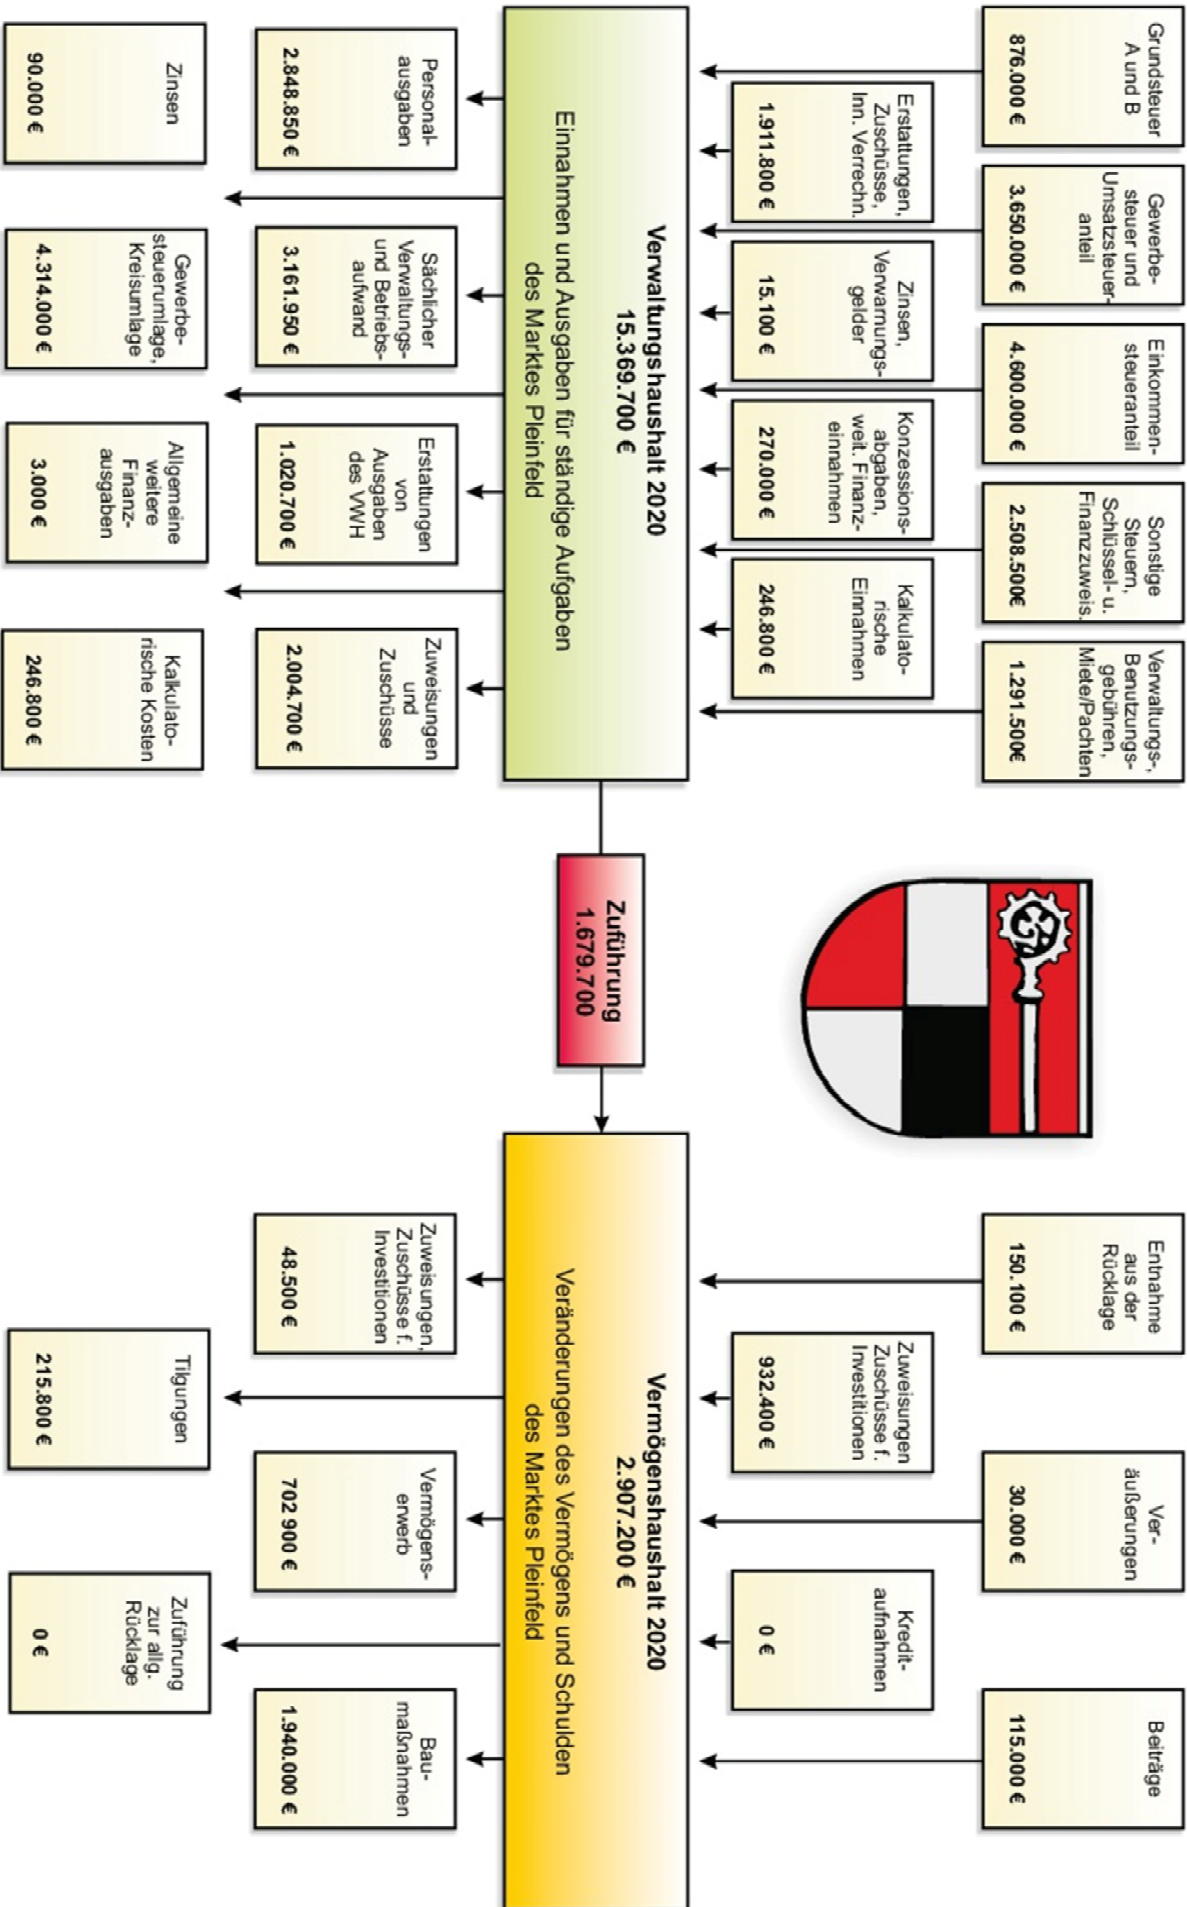 Grundsteuer
A und B
876.000 €
Gewerbe-
steuer und
Umsatzsteuer-
anteil
3.650.000 €
Einkommen-
steueranteil
4.600.000 €
Sonstige
Steuern,
Schlüssel- u.
Finanzzuweis.
2.508.500€
Verwaltungs-,
Benutzungs-
gebühren,
Miete/Pachten
1.291.500€
Entnahme
aus der
Rücklage
150.100 €
Ver-
äußerungen
30.000 €
Beiträge
115.000 €
Erstattungen,
Zuschüsse,
Inn. Verrechn.
1.911.800 €
Zinsen,
Verwarnungs-
gelder
15.100 €
Konzessions-
abgaben,
weit. Finanz-
einnahmen
270.000 €
Kalkulato-
rische
Einnahmen
246.800 €
Zuweisungen
Zuschüsse f.
Investitionen
932.400 €
Kredit-
aufnahmen
0 €
Verwaltungshaushalt 2020
15.369.700 €
Einnahmen und Ausgaben für ständige Aufgaben
des Marktes Pleinfeld
Zuführung
1.679.700
Vermögenshaushalt 2020
2.907.200 €
Veränderungen des Vermögens und Schulden
des Marktes Pleinfeld
Personal-
ausgaben
2.848.850 €
Sächlicher
Verwaltungs-
und Betriebs-
aufwand
3.161.950 €
Erstattungen
von
Ausgaben
des VWH
1.020.700 €
Zuweisungen
und
Zuschüsse
2.004.700 €
Zuweisungen,
Zuschüsse f.
Investitionen
48.500 €
Vermögens-
erwerb
702 900 €
Bau-
maßnahmen
1.940.000 €
Zinsen
90.000 €
Gewerbe-
steuerumlage,
Kreisumlage
4.314.000 €
Allgemeine
weitere
Finanz-
ausgaben
3.000 €
Kalkulato-
rische Kosten
246.800 €
Tilgungen
215.800 €
Zuführung
zur allg.
Rücklage
0 €